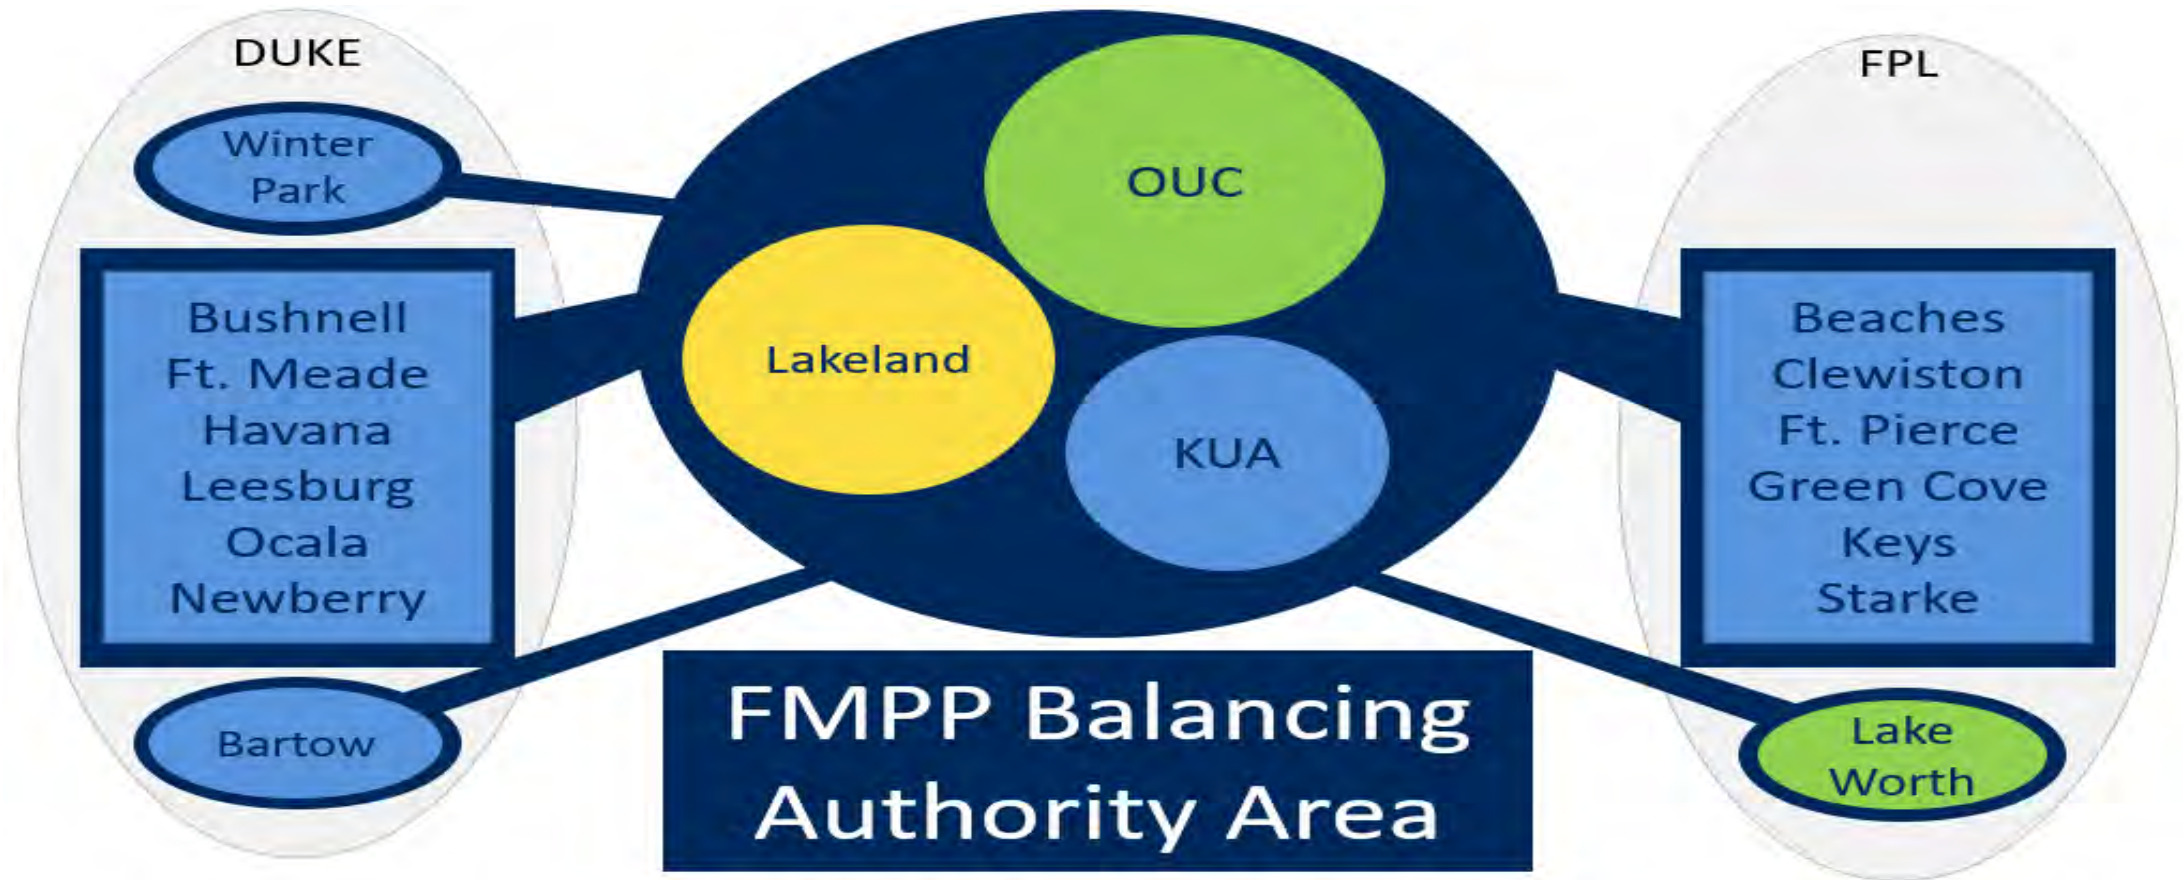 DUKE
Winter
Park
Bushnell
Ft. Meade
Havana
Leesburg
Ocala
Newberry
Bartow
OUC
Lakeland
KUA
FMPP Balancing
Authority Area
FPL
Beaches
Clewiston
Ft. Pierce
Green Cove
Keys
Starke
Lake
Worth